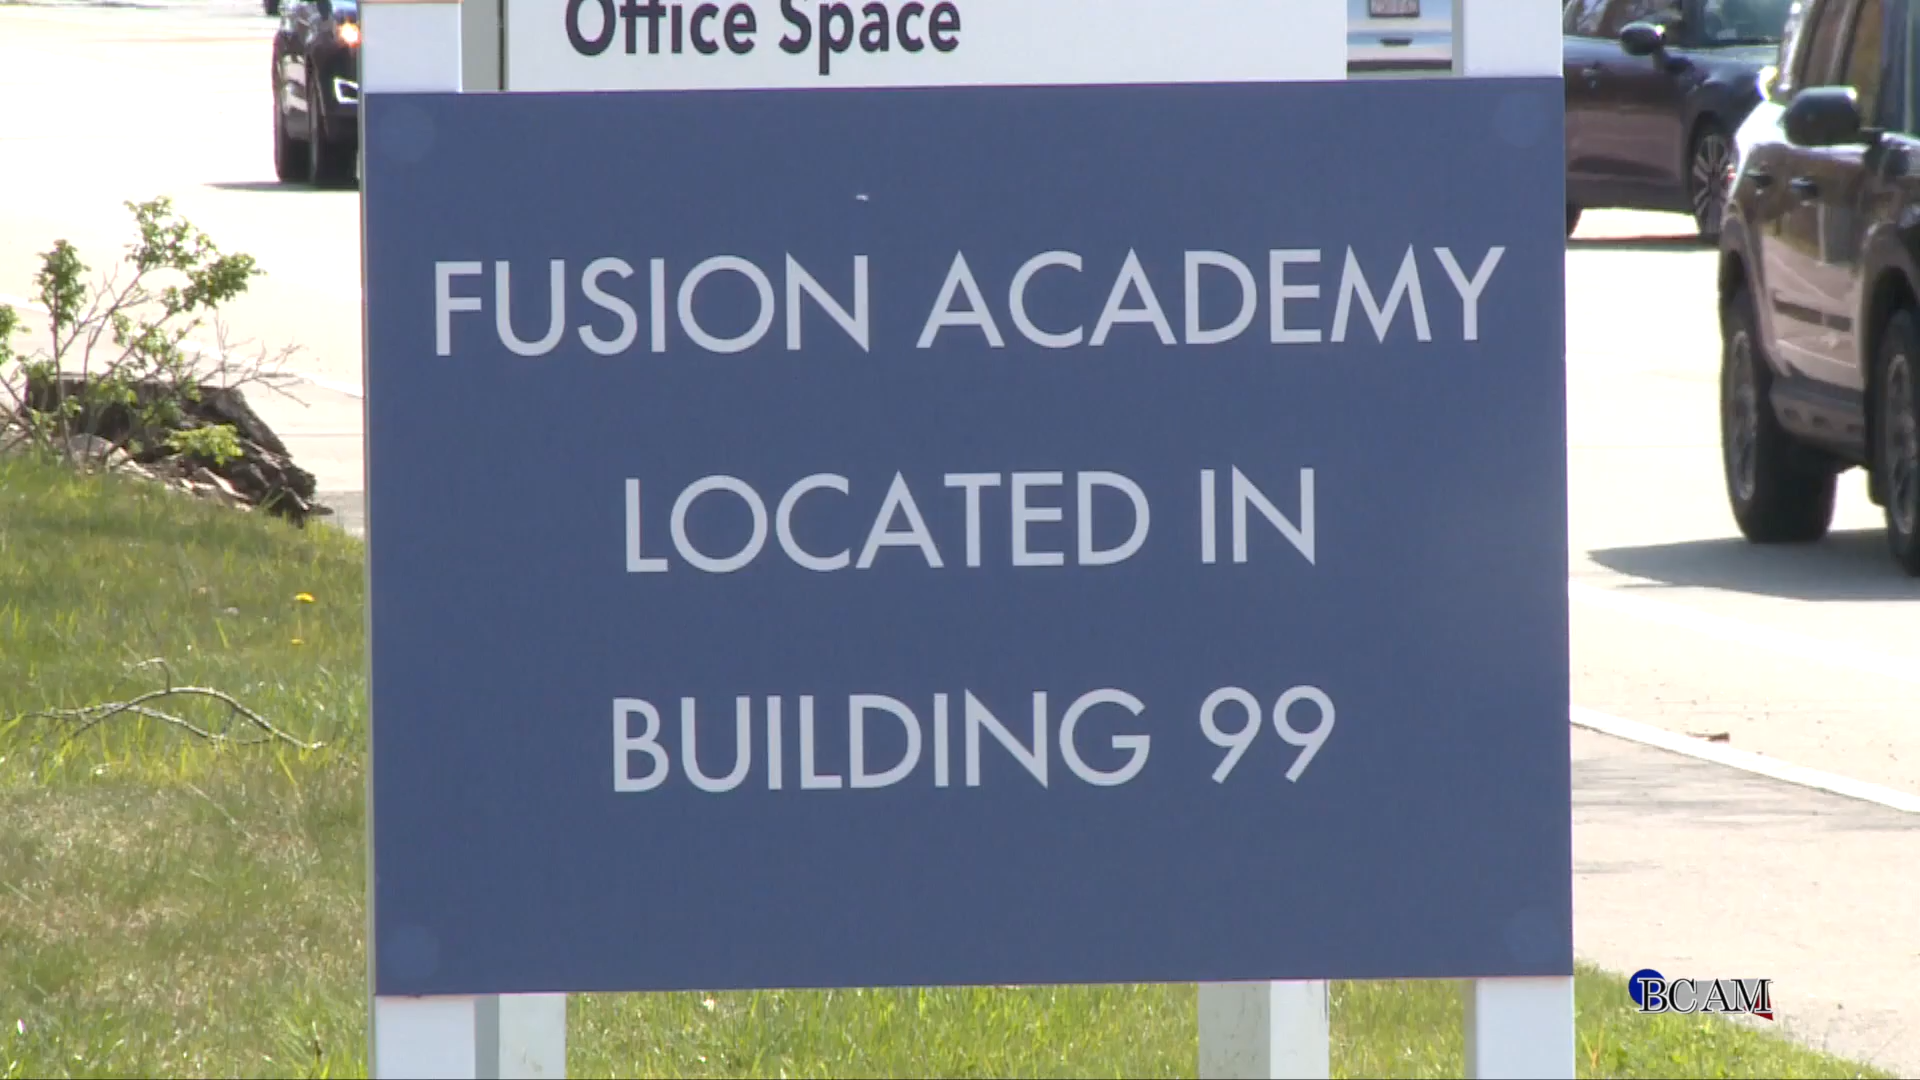 Office Space
FUSION ACADEMY
LOCATED IN
BUILDING 99
BCAM